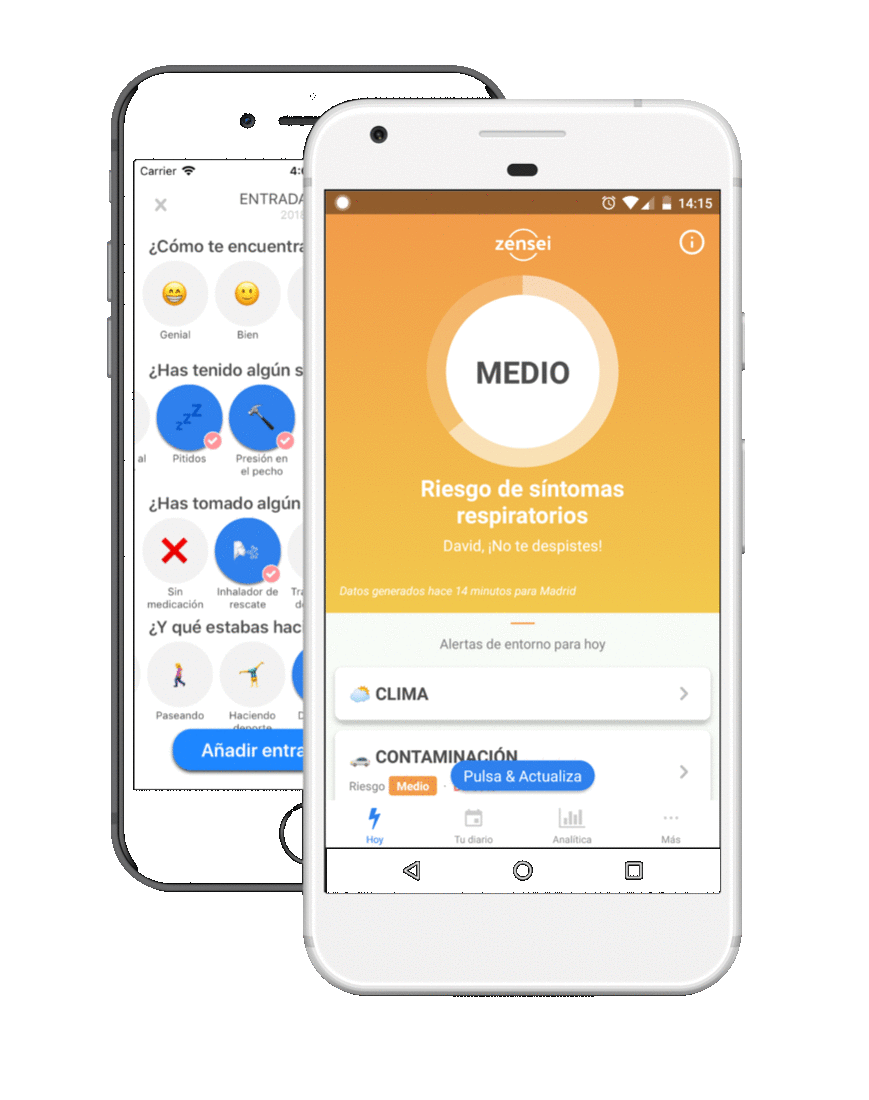 Carrier
4:
ENTRADA
2018
¿Cómo te encuentra
Genial
Bien
¿Has tenido algún s
al
Pitidos
Presión en
el pecho
¿Has tomado algún
Sin
medicación
Inhalador de
rescate
¿Y qué estabas haci
Paseando
Haciendo
deporte
Añadir entra
14:15
zensei
MEDIO
Riesgo de síntomas
respiratorios
David, ¡No te despistes!
Datos generados hace 14 minutos para Madrid
Alertas de entorno para hoy
CLIMA
CONTAMINACIÓN
Riesgo Medio ·
Pulsa & Actualiza
Hoy
Tu diario
Analítica
Más